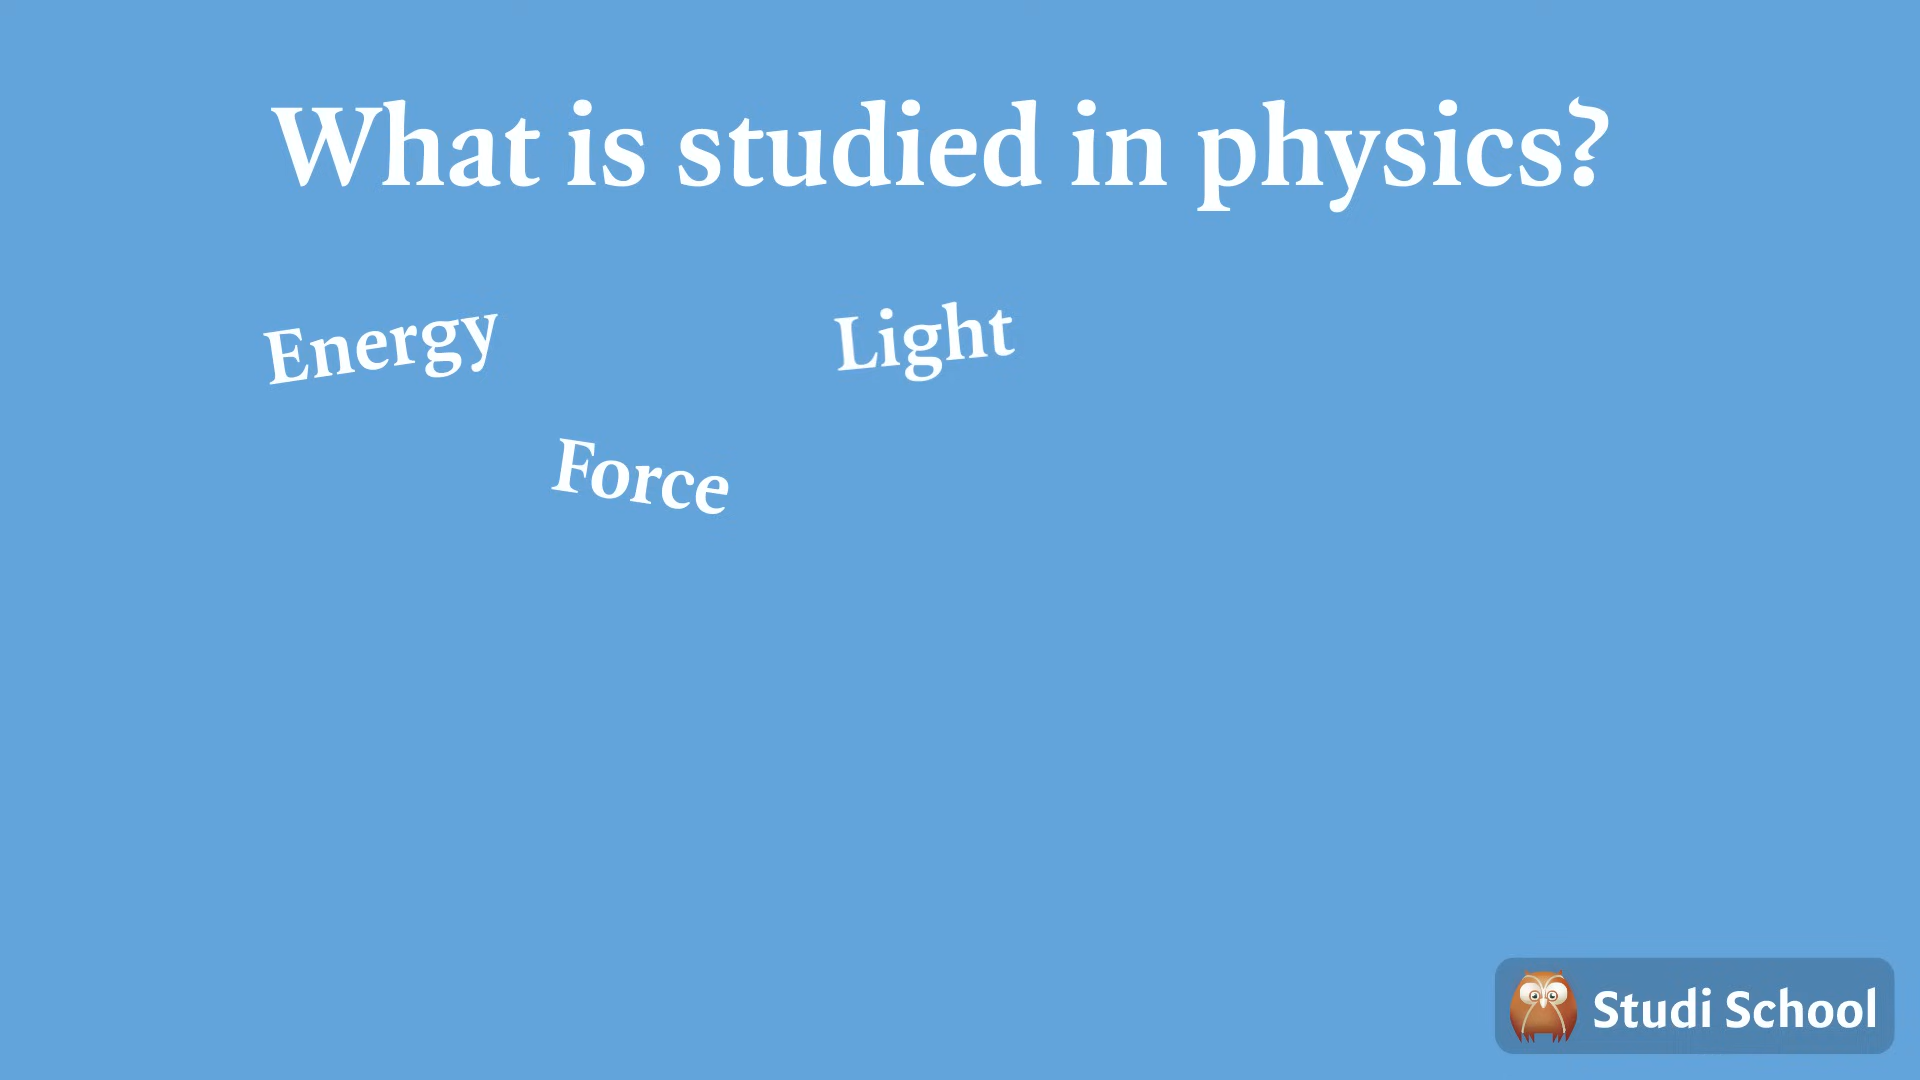 What is studied in physics?
Energy
Light
Force
Studi School